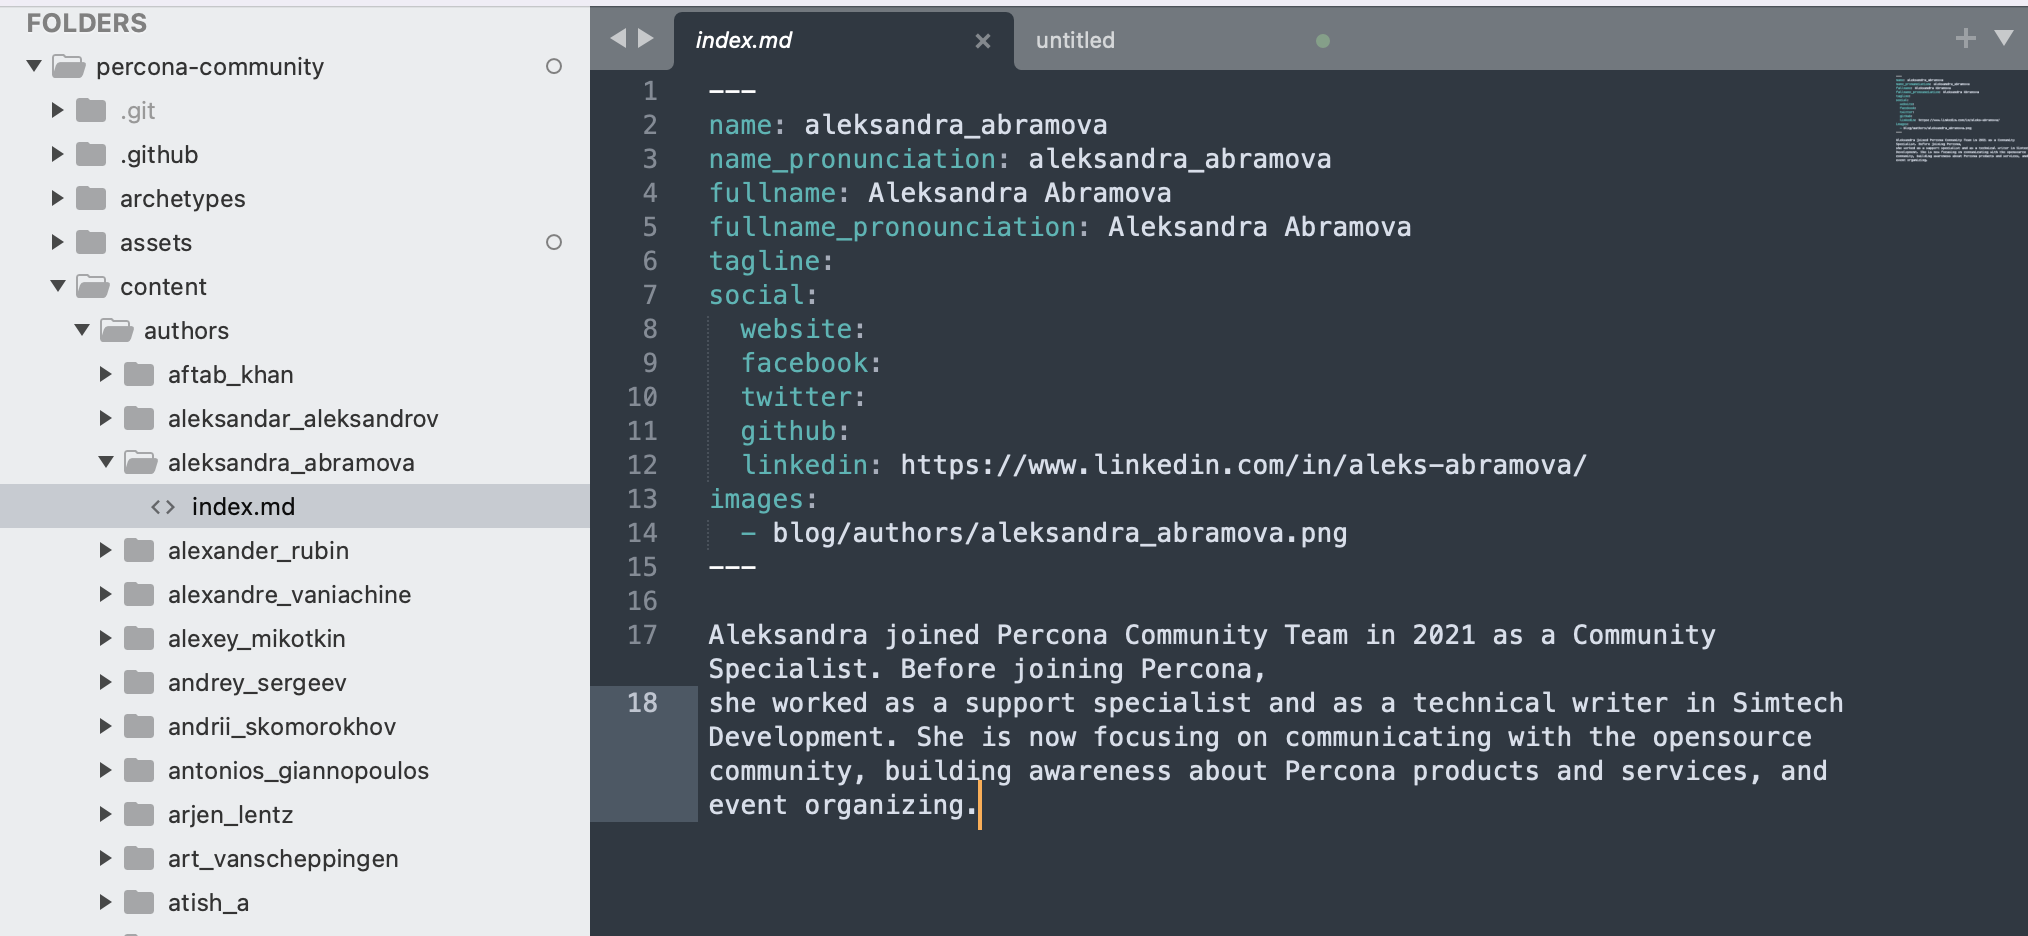 FOLDERS
percona-community
.git
.github
archetypes
assets
content
authors
aftab_khan
aleksandar_aleksandrov
aleksandra_abramova
index.md
alexander_rubin
alexandre_vaniachine
alexey_mikotkin
andrey_sergeev
andrii_skomorokhov
antonios_giannopoulos
arjen_lentz
art_vanscheppingen
atish_a
index.md
untitled
1 ---
2 name: aleksandra_abramova
3 name_pronunciation: aleksandra_abramova
4 fullname: Aleksandra Abramova
5 fullname_pronounciation: Aleksandra Abramova
6 tagline:
7 social:
8 website:
9 facebook:
10 twitter:
11 github:
12 linkedin: https://www.linkedin.com/in/aleks-abramova/
13 images:
14 - blog/authors/aleksandra_abramova.png
15 ---
16
17 Aleksandra joined Percona Community Team in 2021 as a Community
Specialist. Before joining Percona,
18 she worked as a support specialist and as a technical writer in Simtech
Development. She is now focusing on communicating with the opensource
community, building awareness about Percona products and services, and
event organizing.